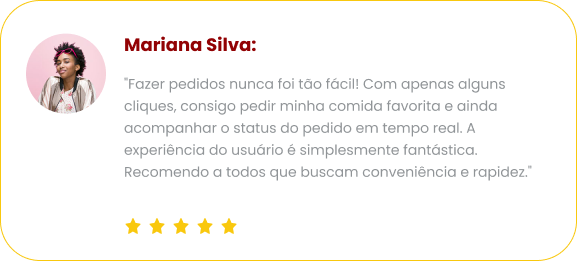 Mariana Silva:
"Fazer pedidos nunca foi tão fácil! Com apenas alguns
cliques, consigo pedir minha comida favorita e ainda
acompanhar o status do pedido em tempo real. A
experiência do usuário é simplesmente fantástica.
Recomendo a todos que buscam conveniência e rapidez."